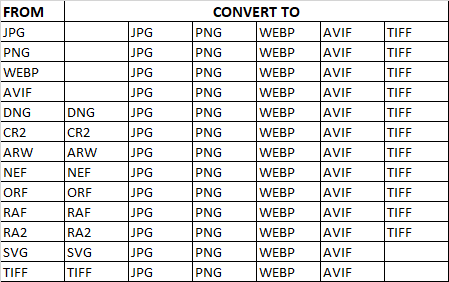 FROM CONVERT TO
JPG JPG PNG WEBP AVIF TIFF
PNG JPG PNG WEBP AVIF TIFF
WEBP JPG PNG WEBP AVIF TIFF
AVIF JPG PNG WEBP AVIF TIFF
DNG DNG JPG PNG WEBP AVIF TIFF
CR2 CR2 JPG PNG WEBP AVIF TIFF
ARW ARW JPG PNG WEBP AVIF TIFF
NEF NEF JPG PNG WEBP AVIF TIFF
ORF ORF JPG PNG WEBP AVIF TIFF
RAF RAF JPG PNG WEBP AVIF TIFF
RA2 RA2 JPG PNG WEBP AVIF TIFF
SVG SVG JPG PNG WEBP AVIF
TIFF TIFF JPG PNG WEBP AVIF TIFF